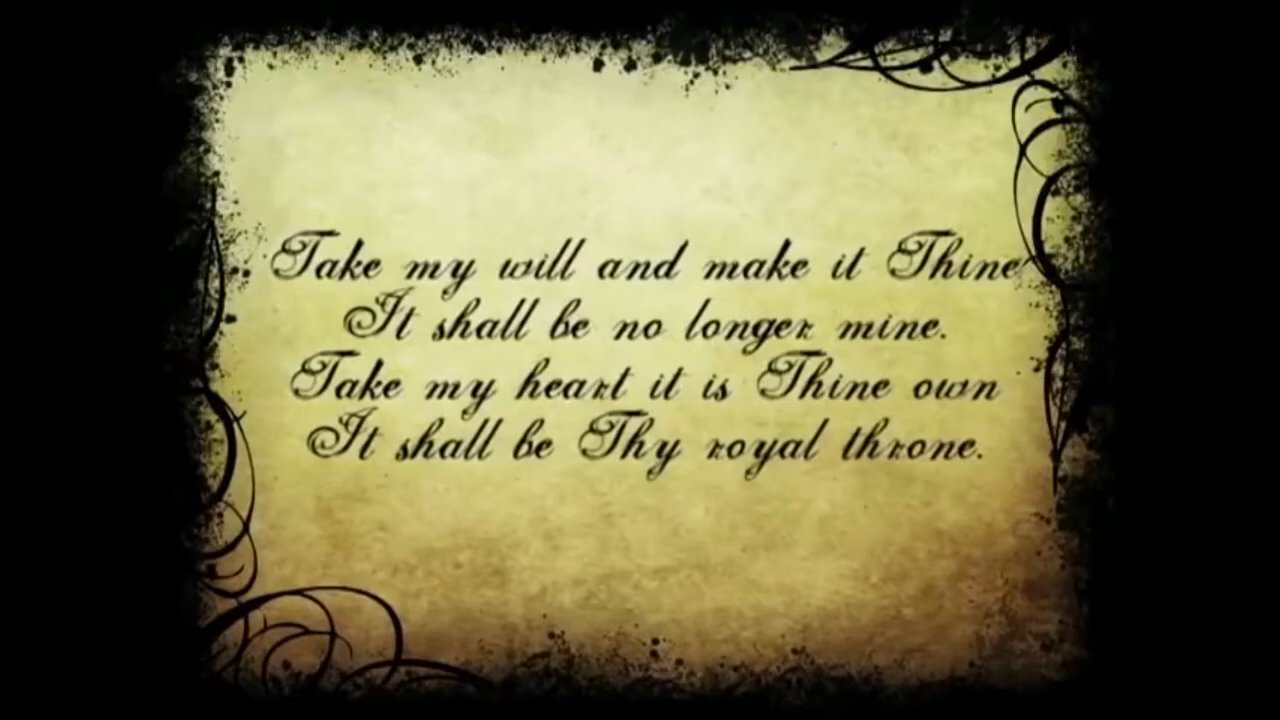 Take my will and make it Thine
It shall be no longer mine.
Take my heart it is Thine own
It shall be Thy royal throne.